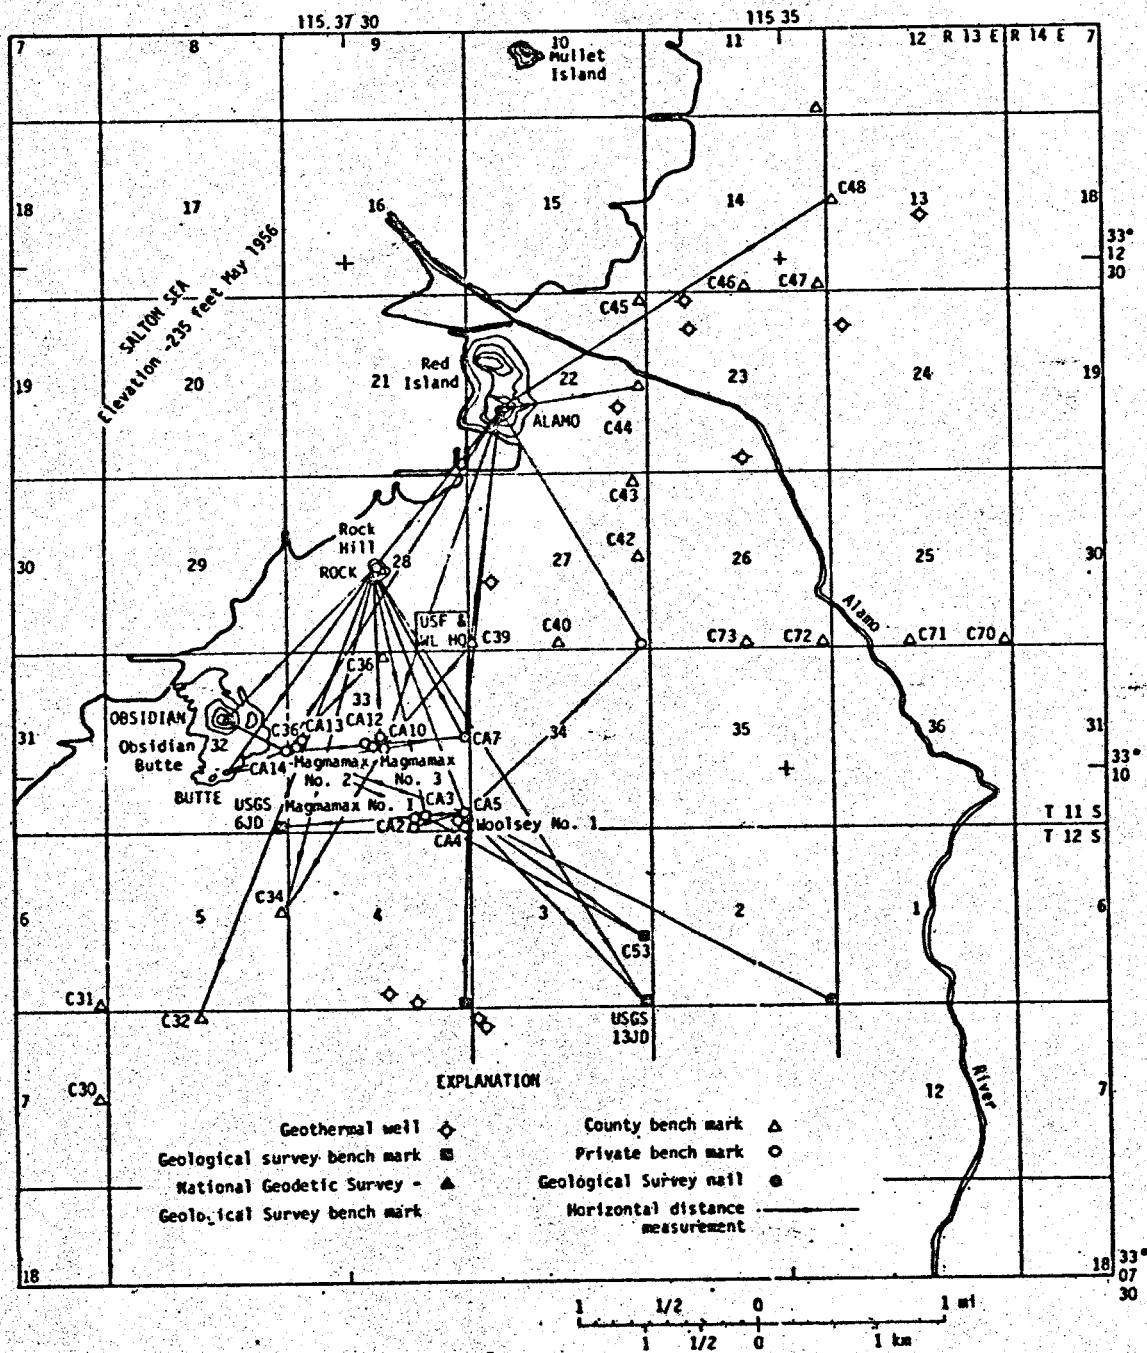 115 37 30
115 35
7
8
9
10
Mullet
Island
11
12
R 13 E
R 14 E
7
18
17
16
15
14
C48
13
18
33°
12
30
SALTON SEA
Elevation -235 feet May 1956
C46
C47
C45
19
20
21
Red
Island
22
23
24
19
ALAMO
C44
C43
C42
Rock
Hill
ROCK
28
30
29
27
26
25
30
USF &
WL HQ
C39
C40
C73
C72
C71
C70
Alamo
C36
33
OBSIDIAN
Obsidian
Butte
32
BUTTE
C36
CA13
CA12
CA10
CA7
CA14
Magmamax
No. 2
Magmamax
No. 3
31
34
35
36
31
33°
10
USGS
6JD
Magmamax No. 1
CA3
CA5
CA2
Woolsey No. 1
CA4
T 11 S
T 12 S
C34
6
5
4
3
2
1
6
C53
C31
C32
USGS
13JD
C30
7
12
River
7
EXPLANATION
Geothermal well
Geological survey bench mark
National Geodetic Survey -
Geological Survey bench mark
County bench mark
Private bench mark
Geological Survey nail
Horizontal distance
measurement
18
18
33°
07
30
1 1/2 0 1 mi
1 1/2 0 1 km